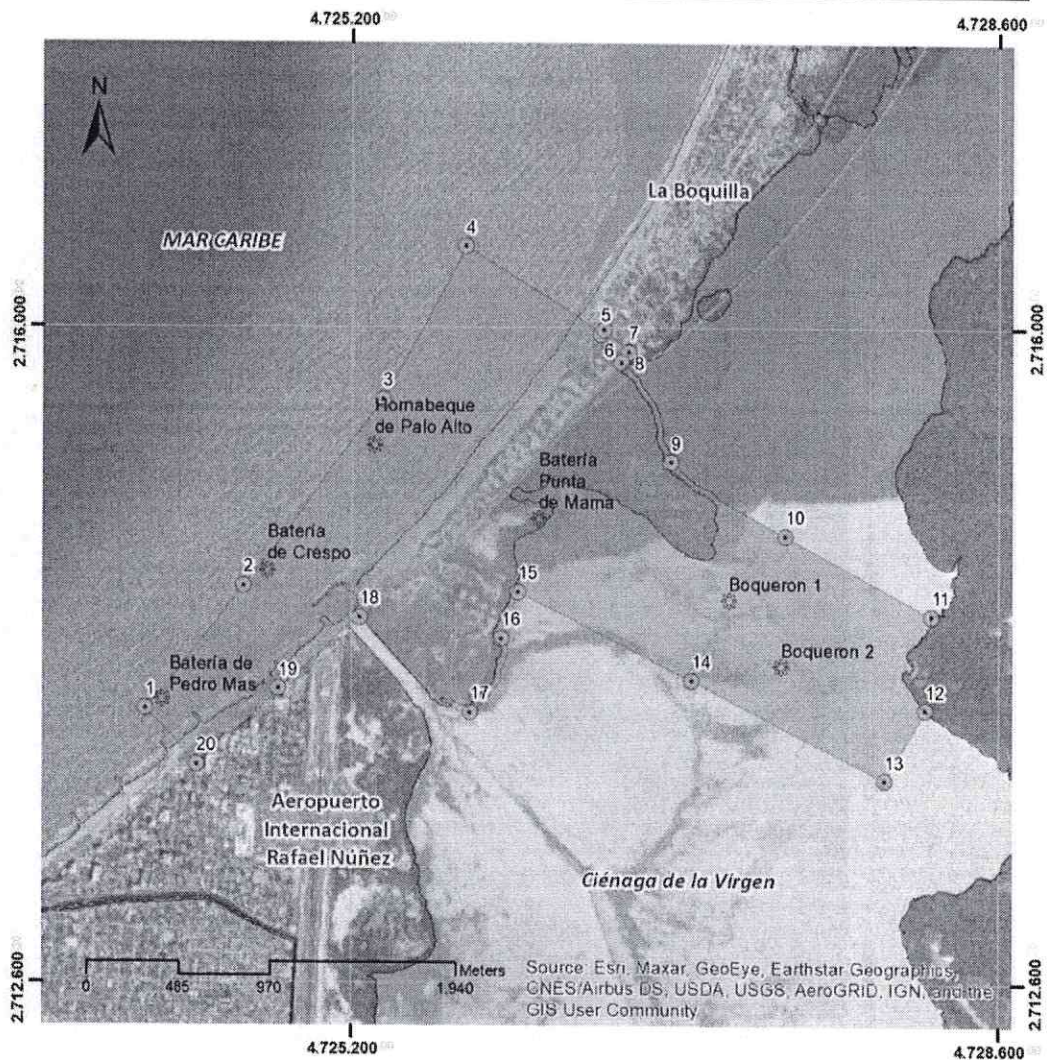 4.725.200
4.728.600
N
La Boquilla
MAR CARIBE
4
2.716.000
2.716.000
5
7
6
8
3
Hornabeque
de Palo Alto
9
Batería
Punta
de Mama
10
Batería
de Crespo
2
15
Boqueron 1
11
18
16
Boqueron 2
14
Batería de
Pedro Mas
19
1
17
12
20
13
Aeropuerto
Internacional
Rafael Núñez
Ciénaga de la Virgen
Meters
0
485
970
1.940
Source: Esri, Maxar, GeoEye, Earthstar Geographics,
CNES/Airbus DS, USDA, USGS, AeroGRID, IGN, and the
GIS User Community
2.712.600
2.712.600
4.725.200
4.728.600